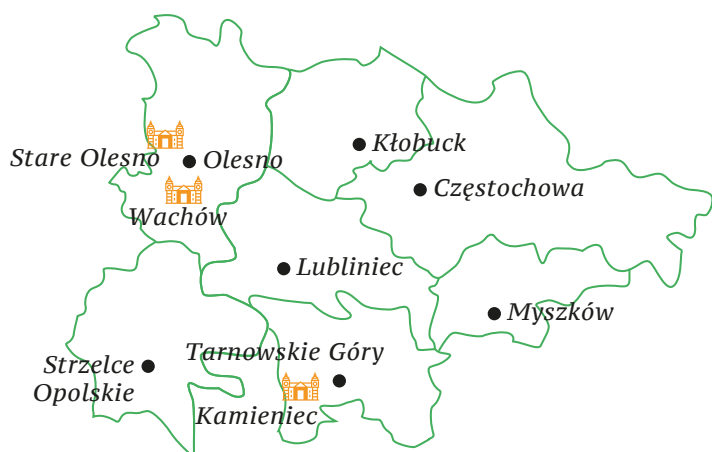 Kłobuck
Stare Olesno
Olesno
Częstochowa
Wachów
Lubliniec
Myszków
Tarnowskie Góry
Strzelce
Opolskie
Kamieniec